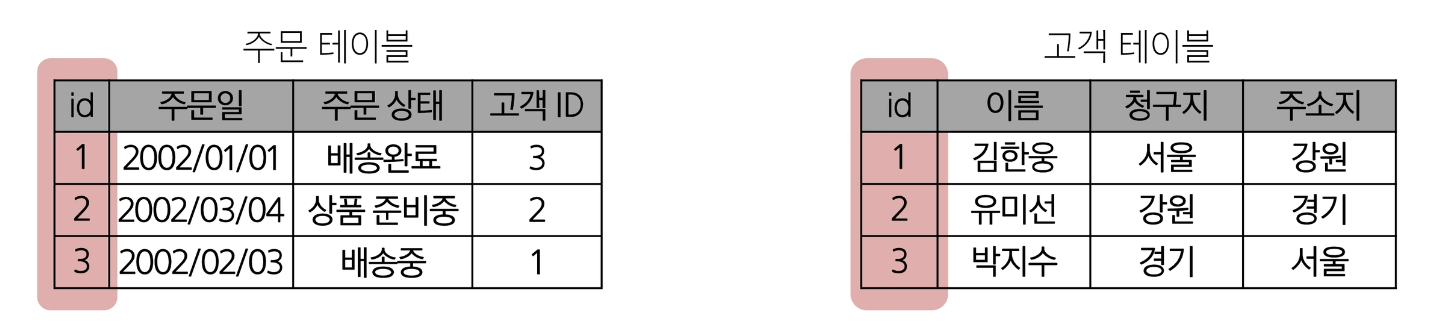 주문 테이블
id 주문일 주문 상태 고객 ID
1 2002/01/01 배송완료 3
2 2002/03/04 상품 준비중 2
3 2002/02/03 배송중 1
고객 테이블
id 이름 청구지 주소지
1 김한웅 서울 강원
2 유미선 강원 경기
3 박지수 경기 서울